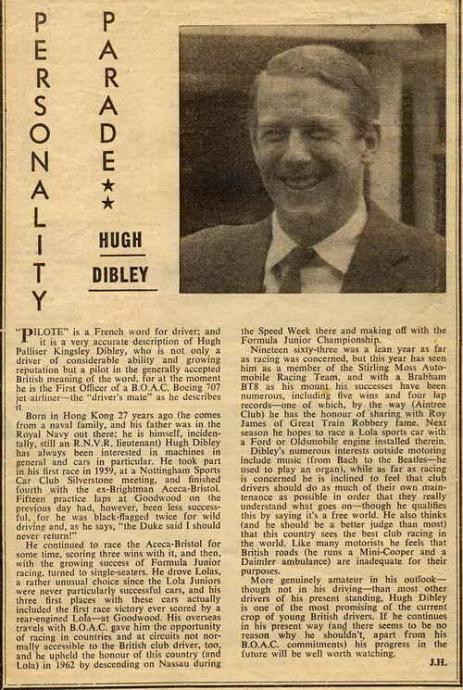 PERSONALITY
PARADE★★
HUGH
DIBLEY
"PILOTE" is a French word for driver; and
it is a very accurate description of Hugh
Palliser Kingsley Dibley, who is not only a
driver of considerable ability and growing
reputation but a pilot in the generally accepted
British meaning of the word, for at the moment
he is the First Officer of a B.O.A.C. Boeing 707
jet-airliner—the "driver's mate" as he describes
it
Born in Hong Kong 27 years ago (he comes
from a naval family, and his father was in the
Royal Navy out there; he is himself, inciden-
tally, still an R.N.V.R. lieutenant) Hugh Dibley
has always been interested in machines in
general and cars in particular. He took part
in his first race in 1959, at a Nottingham Sports
Car Club Silverstone meeting, and finished
fourth with the ex-Brightman Aceca-Bristol.
Fifteen practice laps at Goodwood on the
previous day had, however, been less success-
ful, for he was black-flagged twice for wild
driving and, as he says, "the Duke said I should
never return!"
He continued to race the Aceca-Bristol for
some time, scoring three wins with it, and then,
with the growing success of Formula Junior
racing, turned to single-seaters. He drove Lolas,
a rather unusual choice since the Lola Juniors
were never particularly successful cars, and his
three first places with these cars actually
included the first race victory ever scored by a
rear-engined Lola—at Goodwood. His overseas
travels with B.O.A.C. gave him the opportunity
of racing in countries and at circuits not nor-
mally accessible to the British club driver, too,
and he upheld the honour of this country (and
Lola) in 1962 by descending on Nassau during
the Speed Week there and making off with the
Formula Junior Championship.
Nineteen sixty-three was a lean year as far
as racing was concerned, but this year has seen
him as a member of the Stirling Moss Auto-
mobile Racing Team, and with a Brabham
BT8 as his mount, his successes have been
numerous, including five wins and four lap
records—one of which, by the way (Aintree
Club) he has the honour of sharing with Roy
James of Great Train Robbery fame. Next
season he hopes to race a Lola sports car with
a Ford or Oldsmobile engine installed therein.
Dibley's numerous interests outside motoring
include music (from Bach to the Beatles—he
used to play an organ), while as far as racing
is concerned he is inclined to feel that club
drivers should do as much of their own main-
tenance as possible in order that they really
understand what goes on—though he qualifies
this by saying it's a free world. He also thinks
(and he should be a better judge than most)
that this country sees the best club racing in
the world. Like many motorists he feels that
British roads (he runs a Mini-Cooper and a
Daimler ambulance) are inadequate for their
purposes.
More genuinely amateur in his outlook—
though not in his driving—than most other
drivers of his present standing, Hugh Dibley
is one of the most promising of the current
crop of young British drivers. If he continues
in his present way (and there seems to be no
reason why he shouldn't, apart from his
B.O.A.C. commitments) his progress in the
future will be well worth watching.
J.H.